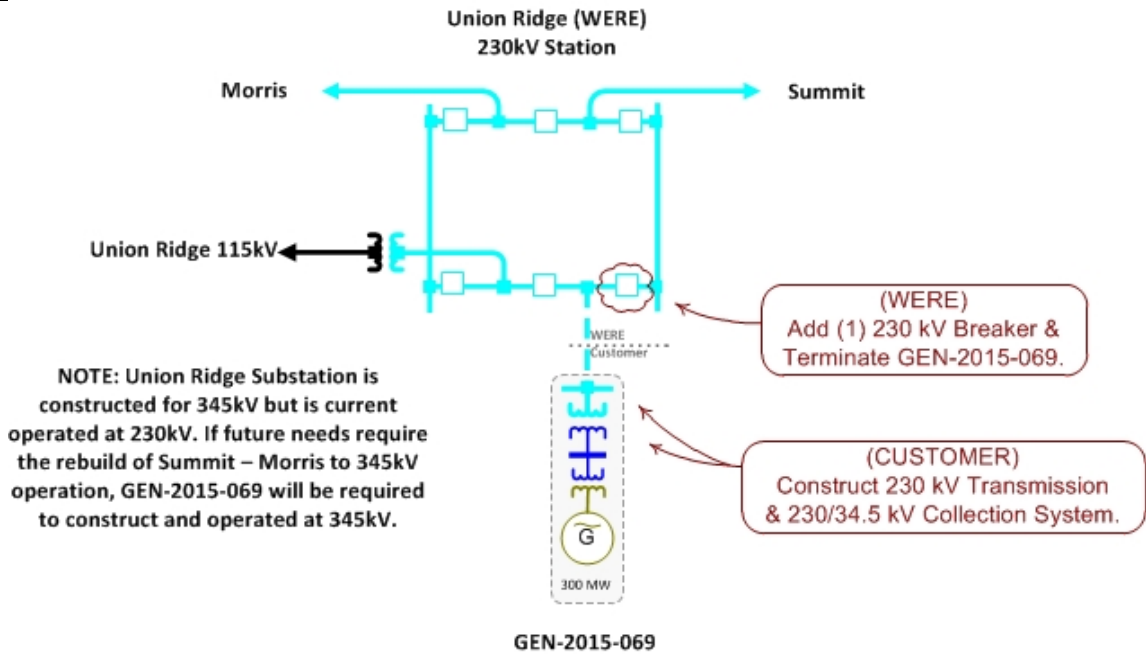 Union Ridge (WERE)
230kV Station
Morris
Summit
Union Ridge 115kV
(WERE)
Add (1) 230 kV Breaker &
Terminate GEN-2015-069.
WERE
Customer
NOTE: Union Ridge Substation is
constructed for 345kV but is current
operated at 230kV. If future needs require
the rebuild of Summit – Morris to 345kV
operation, GEN-2015-069 will be required
to construct and operated at 345kV.
(CUSTOMER)
Construct 230 kV Transmission
& 230/34.5 kV Collection System.
G
300 MW
GEN-2015-069